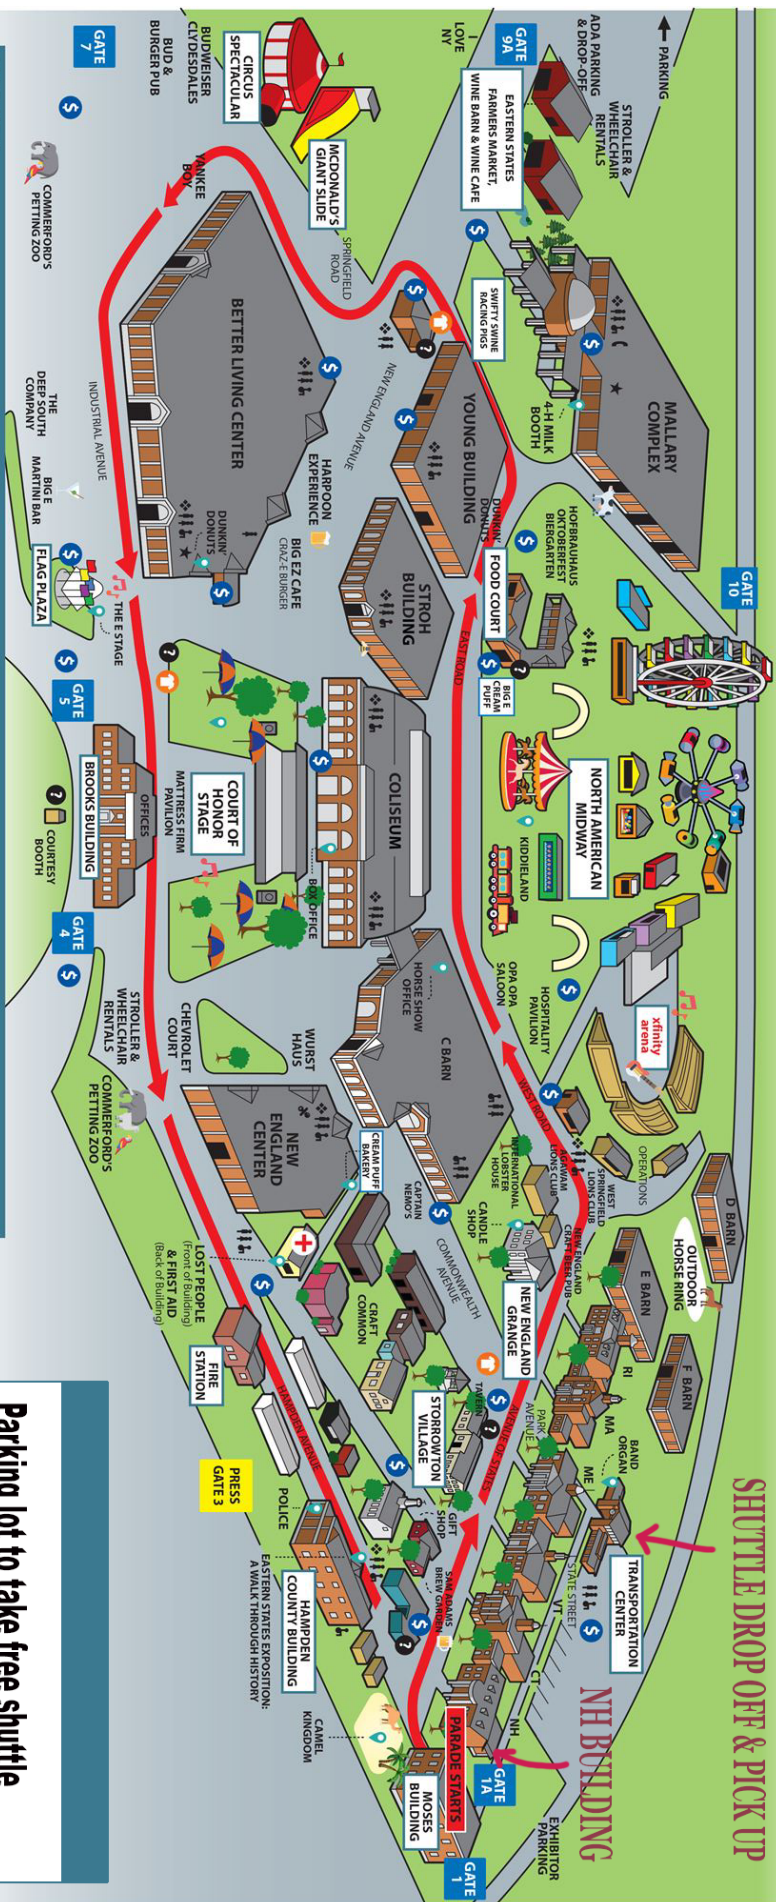 SHUTTLE DROP OFF & PICK UP
NH BUILDING
← PARKING
ADA PARKING
& DROP-OFF
STROLLER &
WHEELCHAIR
RENTALS
GATE
9A
I
LOVE
NY
EASTERN STATES
FARMERS MARKET,
WINE BARN & WINE CAFE
MALLARY
COMPLEX
4-H MILK
BOOTH
SWIFTY SWINE
RACING PIGS
GATE
10
HOFBRAUHAUS
OKTOBERFEST
BIERGARTEN
DUNKIN'
DONUTS
FOOD COURT
BIG E
CREAM
PUFF
NORTH AMERICAN
MIDWAY
KIDDIELAND
OPA OPA
SALOON
HOSPITALITY
PAVILION
xfinity
arena
OPERATIONS
WEST
SPRINGFIELD
LIONS CLUB
AGAWAM
LIONS CLUB
INTERNATIONAL
LOBSTER
HOUSE
D BARN
OUTDOOR
HORSE RING
E BARN
F BARN
NEW ENGLAND
CRAFT BEER PUB
CANDLE
SHOP
NEW ENGLAND
GRANGE
RI
MA
ME
VT
CT
NH
PARK
AVENUE
BAND
ORGAN
STATE STREET
TRANSPORTATION
CENTER
EXHIBITOR
PARKING
GATE
1A
PARADE STARTS
GATE
1
MOSES
BUILDING
CAMEL
KINGDOM
EAST ROAD
WEST ROAD
AVENUE OF STATES
CIRCUS
SPECTACULAR
MCDONALD'S
GIANT SLIDE
BUDWEISER
CLYDESDALES
BUD &
BURGER PUB
GATE
7
YANKEE
BOY
SPRINGFIELD
ROAD
NEW ENGLAND AVENUE
YOUNG BUILDING
STROH
BUILDING
BETTER LIVING CENTER
HARPOON
EXPERIENCE
BIG EZ CAFE
CRAZ-E BURGER
DUNKIN'
DONUTS
COLISEUM
BOX OFFICE
COURT OF
HONOR
STAGE
MATTRESS FIRM
PAVILION
C BARN
HORSE SHOW
OFFICE
WURST
HAUS
CHEVROLET
COURT
NEW
ENGLAND
CENTER
CREAM PUFF
BAKERY
CAPTAIN
NEMO'S
COMMONWEALTH
AVENUE
CRAFT
COMMON
STORROWTON
VILLAGE
TAVERN
GIFT
SHOP
SAM ADAMS
BREW GARDEN
COMMERFORD'S
PETTING ZOO
INDUSTRIAL AVENUE
THE
DEEP SOUTH
COMPANY
BIG E
MARTINI BAR
FLAG PLAZA
THE E STAGE
GATE
5
OFFICES
BROOKS BUILDING
COURTESY
BOOTH
GATE
4
STROLLER &
WHEELCHAIR
RENTALS
COMMERFORD'S
PETTING ZOO
LOST PEOPLE
(Front of Building)
& FIRST AID
(Back of Building)
FIRE
STATION
HAMPDEN AVENUE
PRESS
GATE 3
POLICE
HAMPDEN
COUNTY BUILDING
EASTERN STATES EXPOSITION:
A WALK THROUGH HISTORY
Parking lot to take free shuttle